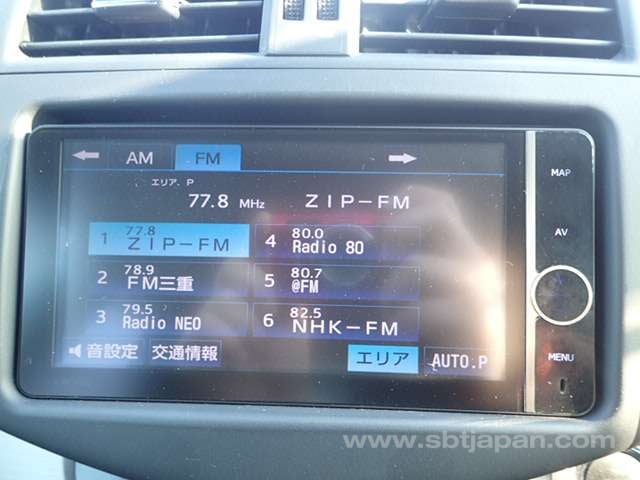 AM FM
エリア.P
77.8 MHz ZIP-FM
MAP
1 77.8 ZIP-FM
4 80.0 Radio 80
AV
2 78.9 FM三重
5 80.7 @FM
3 79.5 Radio NEO
6 82.5 NHK-FM
音設定 交通情報 エリア AUTO.P
MENU
www.sbtjapan.com